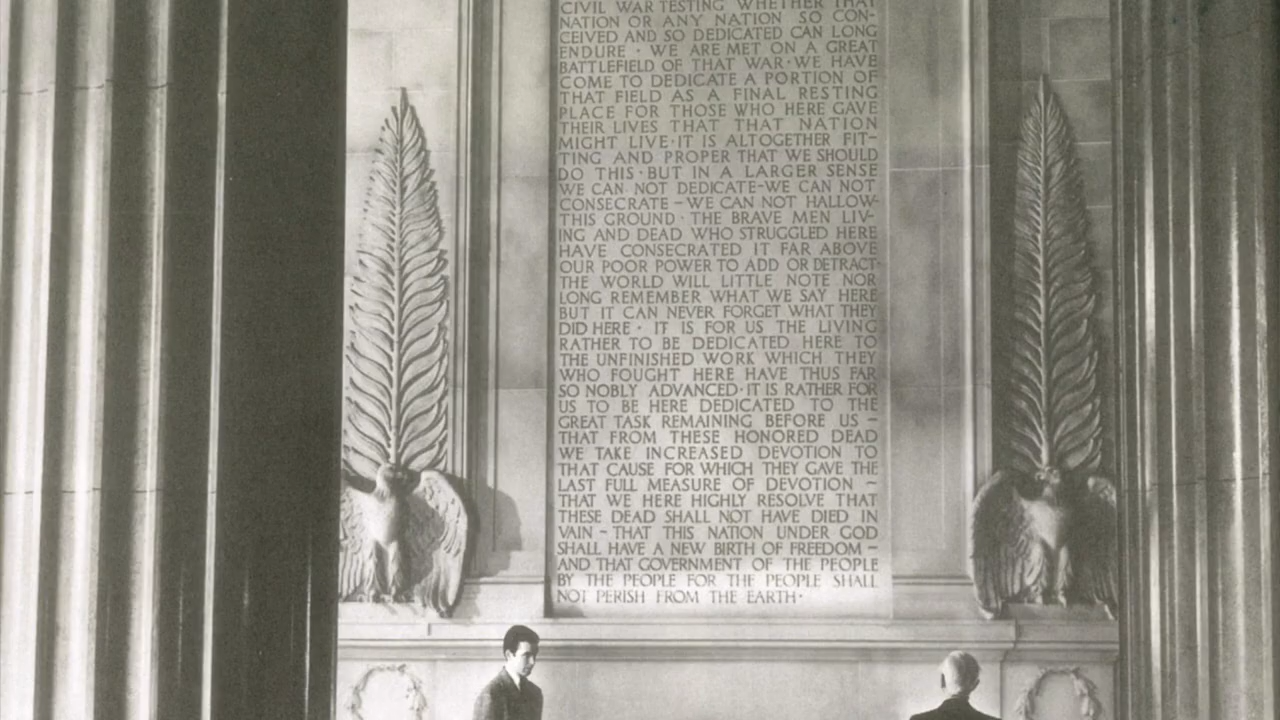 CIVIL WAR TESTING WHETHER THAT
NATION OR ANY NATION SO CON-
CEIVED AND SO DEDICATED CAN LONG
ENDURE · WE ARE MET ON A GREAT
BATTLEFIELD OF THAT WAR · WE HAVE
COME TO DEDICATE A PORTION OF
THAT FIELD AS A FINAL RESTING
PLACE FOR THOSE WHO HERE GAVE
THEIR LIVES THAT THAT NATION
MIGHT LIVE · IT IS ALTOGETHER FIT-
TING AND PROPER THAT WE SHOULD
DO THIS · BUT IN A LARGER SENSE
WE CAN NOT DEDICATE - WE CAN NOT
CONSECRATE - WE CAN NOT HALLOW -
THIS GROUND · THE BRAVE MEN LIV-
ING AND DEAD WHO STRUGGLED HERE
HAVE CONSECRATED IT FAR ABOVE
OUR POOR POWER TO ADD OR DETRACT ·
THE WORLD WILL LITTLE NOTE NOR
LONG REMEMBER WHAT WE SAY HERE
BUT IT CAN NEVER FORGET WHAT THEY
DID HERE · IT IS FOR US THE LIVING
RATHER TO BE DEDICATED HERE TO
THE UNFINISHED WORK WHICH THEY
WHO FOUGHT HERE HAVE THUS FAR
SO NOBLY ADVANCED · IT IS RATHER FOR
US TO BE HERE DEDICATED TO THE
GREAT TASK REMAINING BEFORE US -
THAT FROM THESE HONORED DEAD
WE TAKE INCREASED DEVOTION TO
THAT CAUSE FOR WHICH THEY GAVE THE
LAST FULL MEASURE OF DEVOTION -
THAT WE HERE HIGHLY RESOLVE THAT
THESE DEAD SHALL NOT HAVE DIED IN
VAIN - THAT THIS NATION UNDER GOD
SHALL HAVE A NEW BIRTH OF FREEDOM -
AND THAT GOVERNMENT OF THE PEOPLE
BY THE PEOPLE FOR THE PEOPLE SHALL
NOT PERISH FROM THE EARTH ·